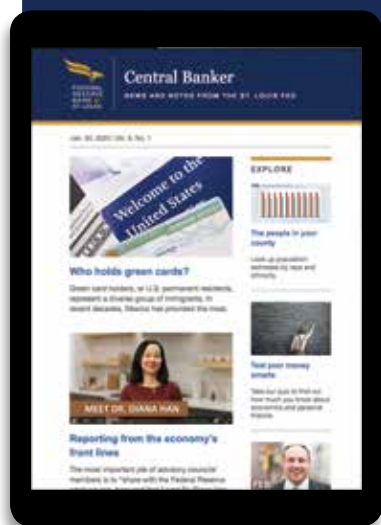 FEDERAL
RESERVE
BANK of
ST. LOUIS
Central Banker
NEWS AND NOTES FROM THE ST. LOUIS FED
Welcome to the
United States
Who holds green cards?
Green card holders, or U.S. permanent residents,
represent a diverse group of immigrants. In
recent decades, Mexico has provided the most.
MEET DR. DIANA HAN
Reporting from the economy's
front lines
The most important job of advisory councils'
members is to "share with the Federal Reserve
EXPLORE
The people in your
county
Look up population
estimates by race and
ethnicity.
Test your money
smarts
Take our quiz to find out
how much you know about
economics and personal
finance.
FED